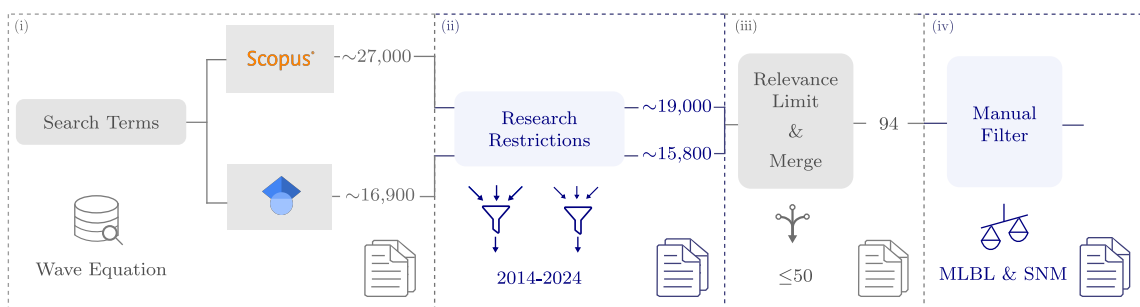 (i)
Search Terms
Scopus
~27,000
~16,900
Wave Equation
(ii)
Research
Restrictions
~19,000
~15,800
2014-2024
(iii)
Relevance
Limit
&
Merge
94
≤50
(iv)
Manual
Filter
MLBL & SNM